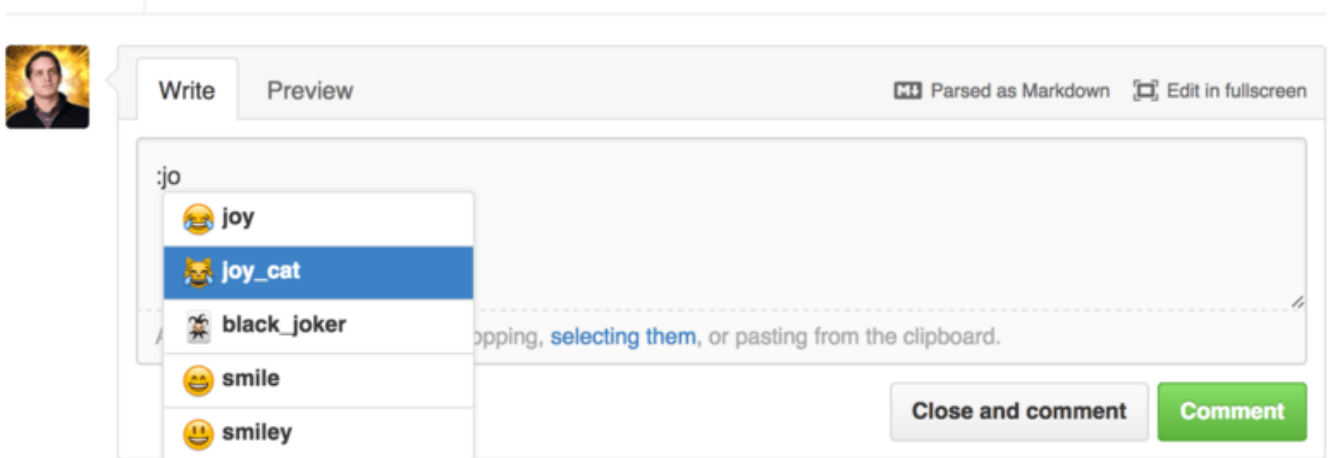 Write Preview Parsed as Markdown Edit in fullscreen
:jo
joy
joy_cat
black_joker
opping, selecting them, or pasting from the clipboard.
smile
Close and comment Comment
smiley